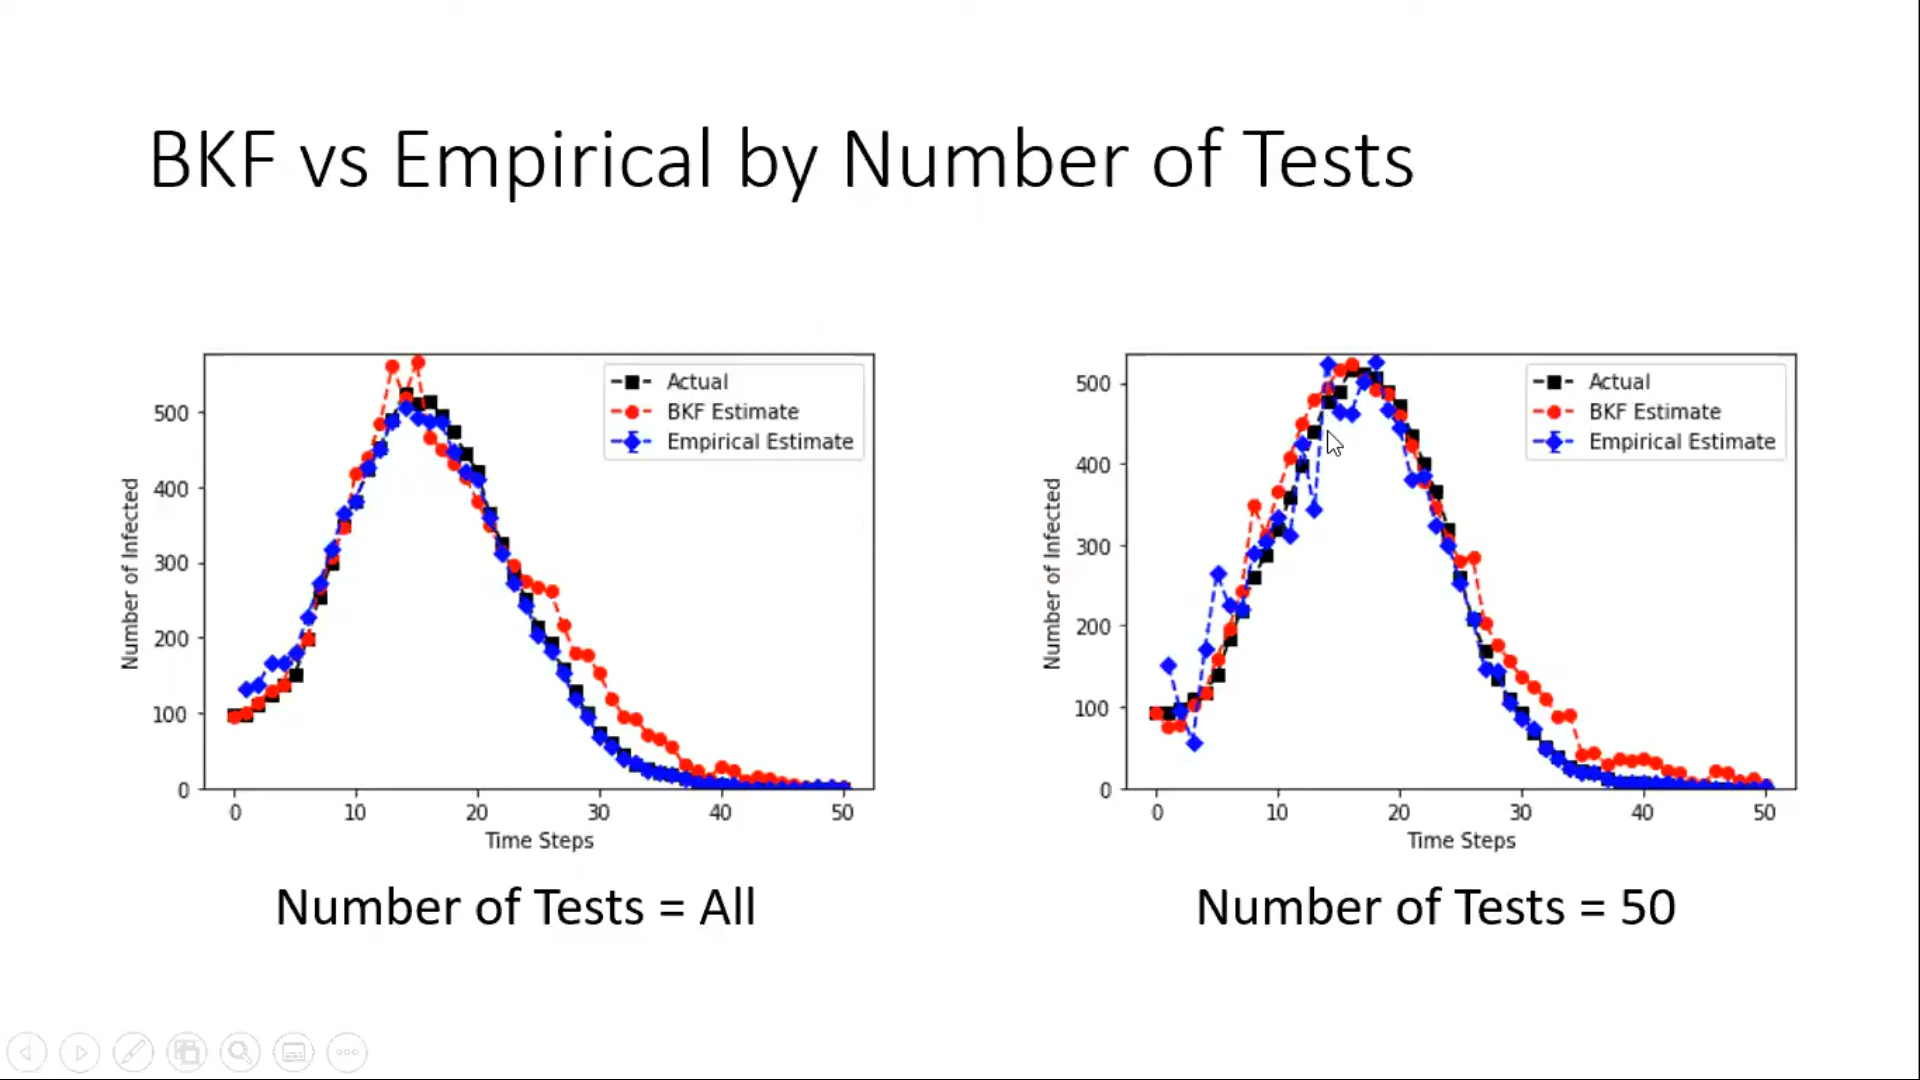 BKF vs Empirical by Number of Tests
Actual
BKF Estimate
Empirical Estimate
500
400
300
200
100
0
Number of Infected
0 10 20 30 40 50
Time Steps
Number of Tests = All
Actual
BKF Estimate
Empirical Estimate
500
400
300
200
100
0
Number of Infected
0 10 20 30 40 50
Time Steps
Number of Tests = 50